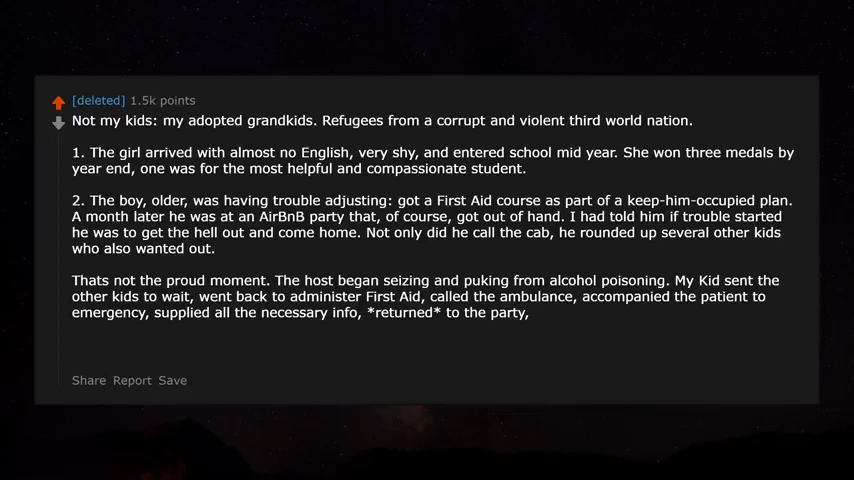 [deleted] 1.5k points
Not my kids: my adopted grandkids. Refugees from a corrupt and violent third world nation.
1. The girl arrived with almost no English, very shy, and entered school mid year. She won three medals by
year end, one was for the most helpful and compassionate student.
2. The boy, older, was having trouble adjusting: got a First Aid course as part of a keep-him-occupied plan.
A month later he was at an AirBnB party that, of course, got out of hand. I had told him if trouble started
he was to get the hell out and come home. Not only did he call the cab, he rounded up several other kids
who also wanted out.
Thats not the proud moment. The host began seizing and puking from alcohol poisoning. My Kid sent the
other kids to wait, went back to administer First Aid, called the ambulance, accompanied the patient to
emergency, supplied all the necessary info, *returned* to the party,
Share Report Save